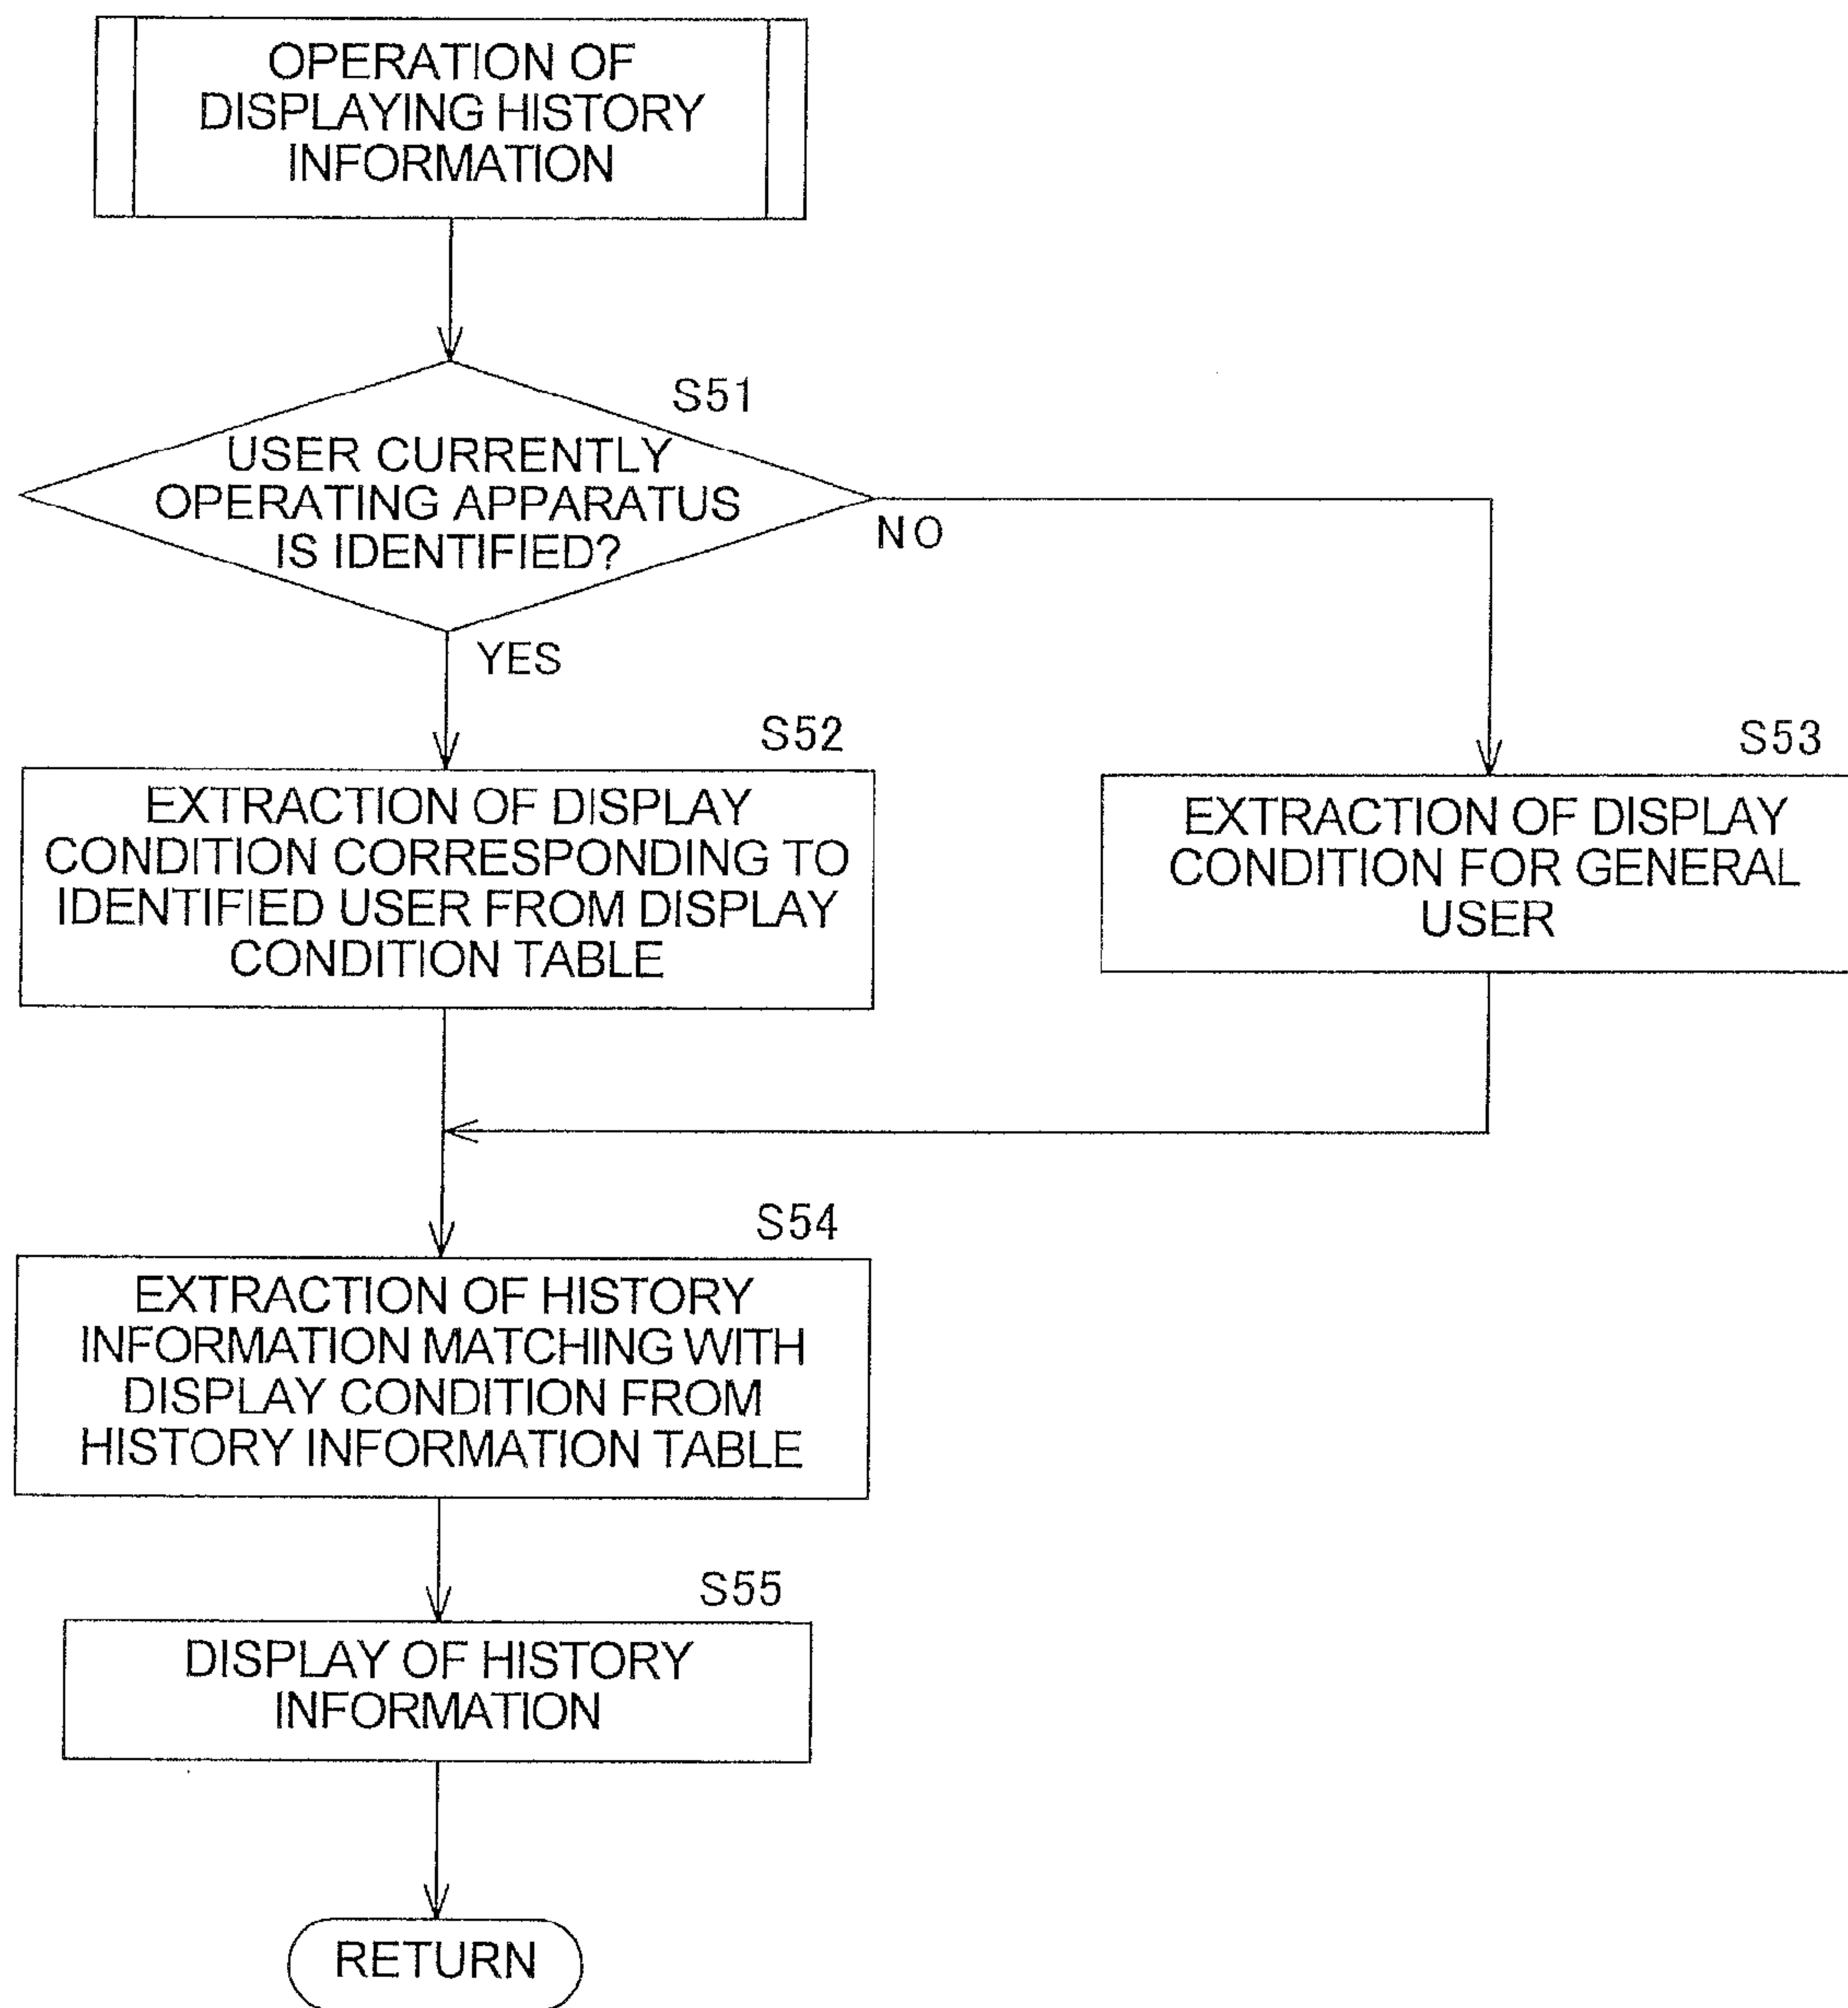 OPERATION OF
DISPLAYING HISTORY
INFORMATION
S51
USER CURRENTLY
OPERATING APPARATUS
IS IDENTIFIED?
NO
YES
S52
EXTRACTION OF DISPLAY
CONDITION CORRESPONDING TO
IDENTIFIED USER FROM DISPLAY
CONDITION TABLE
S53
EXTRACTION OF DISPLAY
CONDITION FOR GENERAL
USER
S54
EXTRACTION OF HISTORY
INFORMATION MATCHING WITH
DISPLAY CONDITION FROM
HISTORY INFORMATION TABLE
S55
DISPLAY OF HISTORY
INFORMATION
RETURN